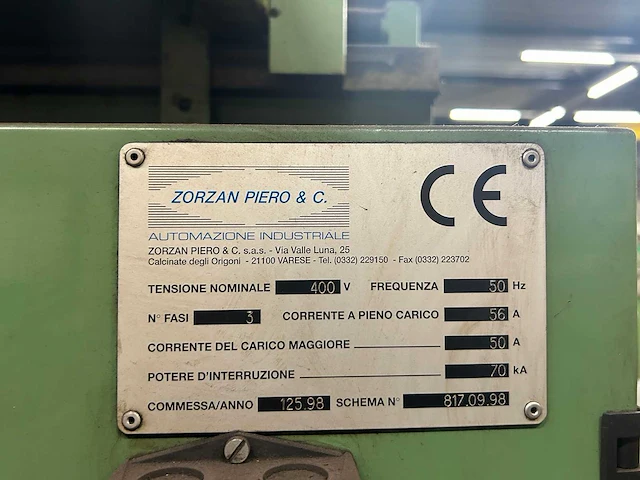 ZORZAN PIERO & C.
AUTOMAZIONE INDUSTRIALE
CE
ZORZAN PIERO & C. s.a.s. - Via Valle Luna, 25
Calcinate degli Origoni - 21100 VARESE - Tel. (0332) 229150 - Fax (0332) 223702
TENSIONE NOMINALE 400 V FREQUENZA 50 Hz
N° FASI 3 CORRENTE A PIENO CARICO 56 A
CORRENTE DEL CARICO MAGGIORE 50 A
POTERE D'INTERRUZIONE 70 kA
COMMESSA/ANNO 125.98 SCHEMA N° 817.09.98